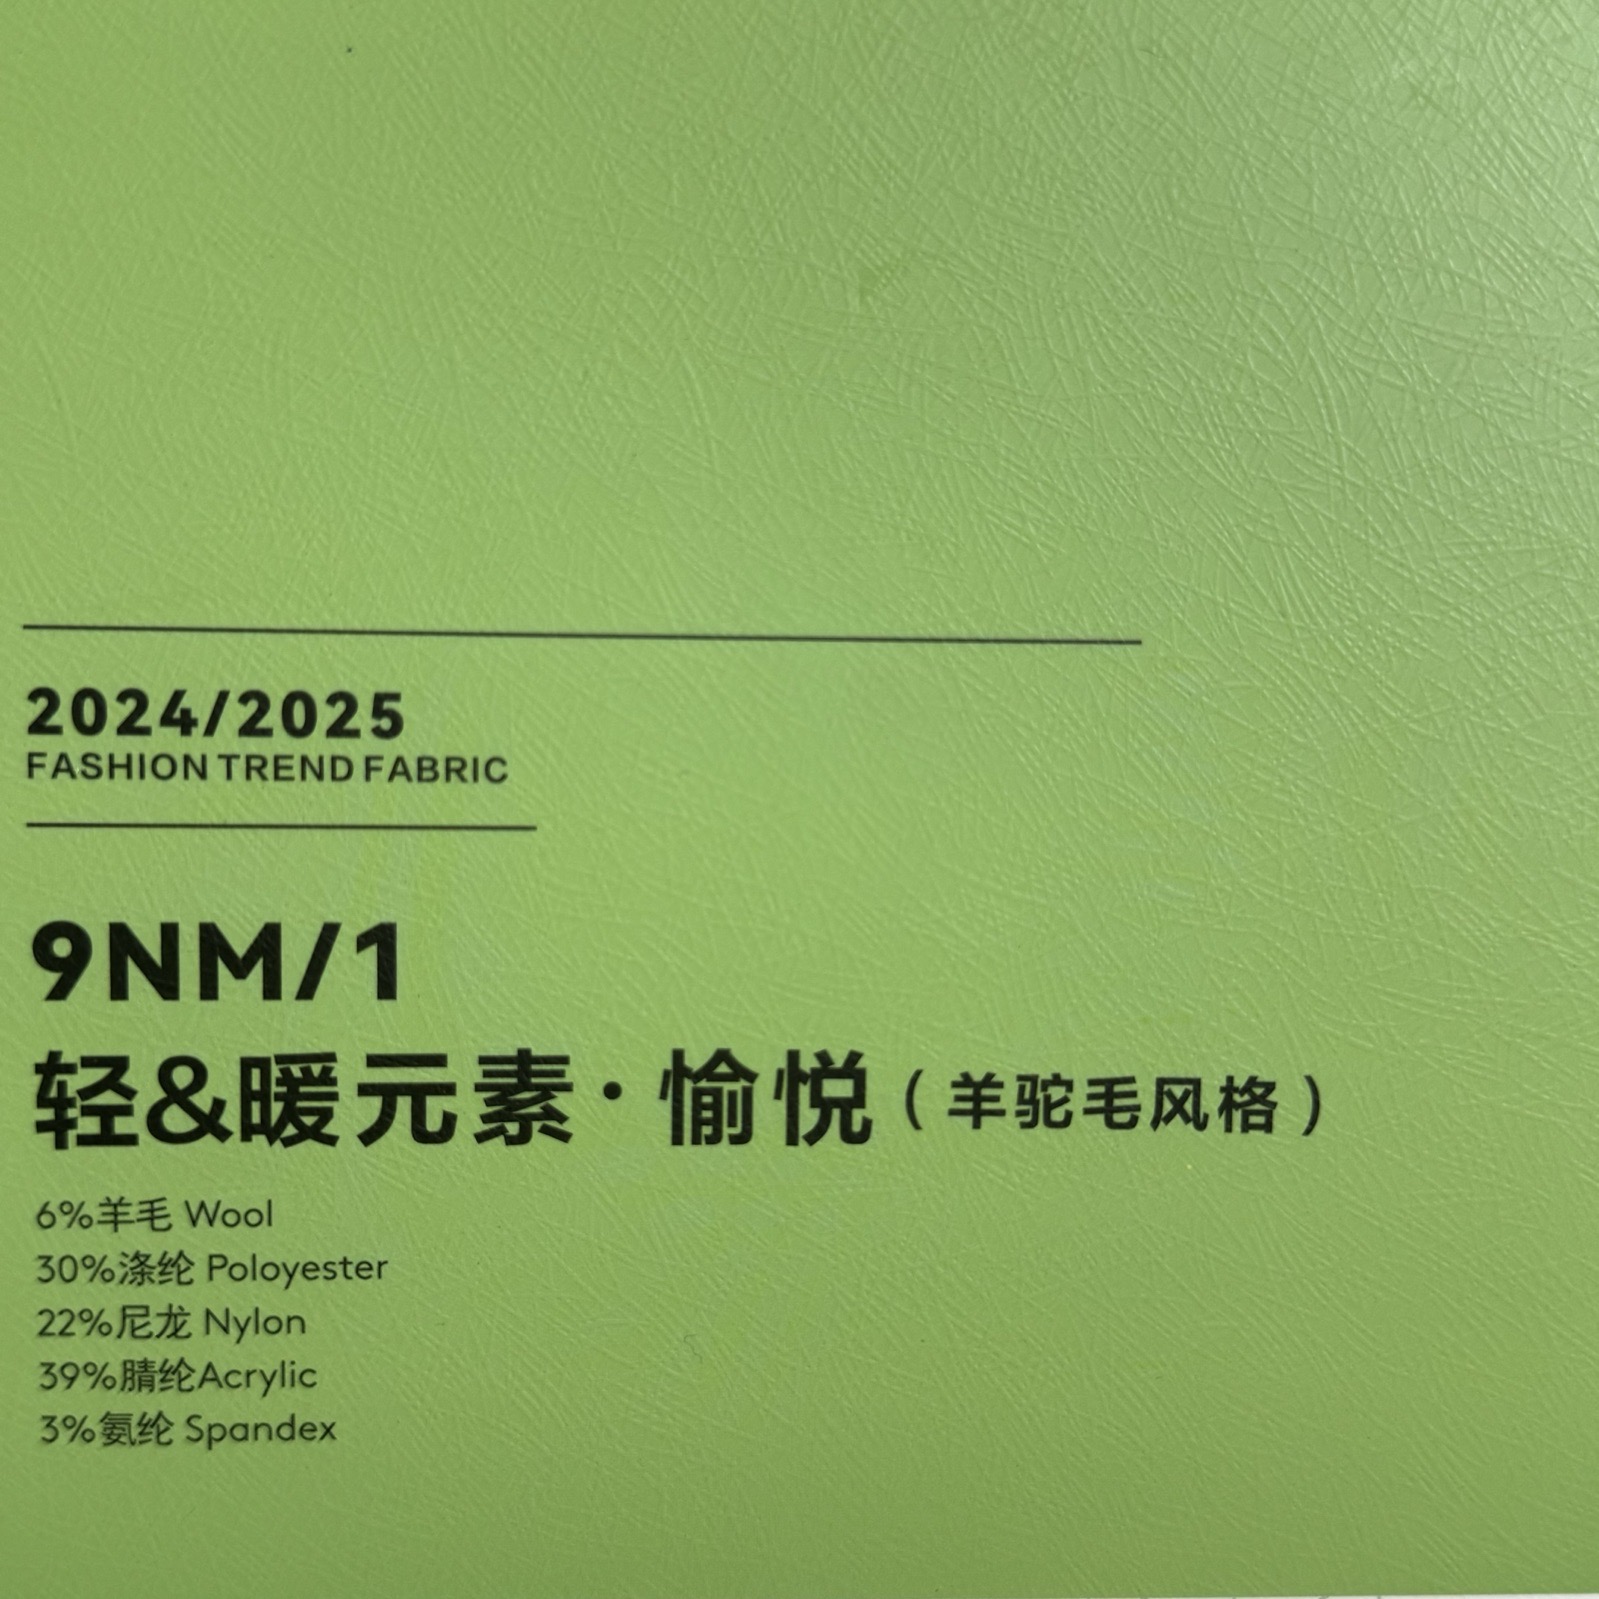 2024/2025
FASHION TREND FABRIC
9NM/1
轻&暖元素·愉悦（羊驼毛风格）
6%羊毛 Wool
30%涤纶 Poloyester
22%尼龙 Nylon
39%腈纶Acrylic
3%氨纶 Spandex